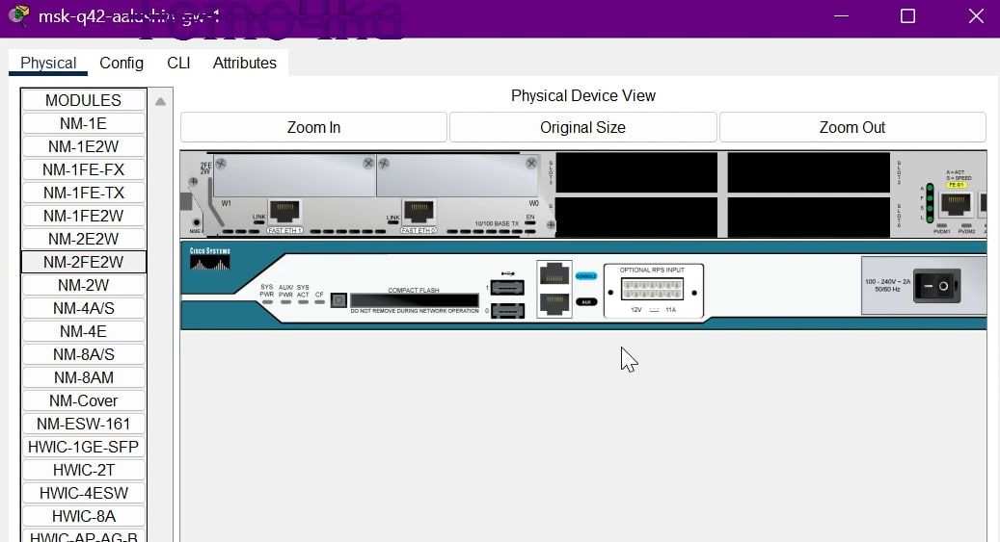 msk-q42-aalushin-gw-1
Physical Config CLI Attributes
MODULES
NM-1E
NM-1E2W
NM-1FE-FX
NM-1FE-TX
NM-1FE2W
NM-2E2W
NM-2FE2W
NM-2W
NM-4A/S
NM-4E
NM-8A/S
NM-8AM
NM-Cover
NM-ESW-161
HWIC-1GE-SFP
HWIC-2T
HWIC-4ESW
HWIC-8A
HWIC-AP-AG-B
Physical Device View
Zoom In Original Size Zoom Out
2FE
2W
W1
LINK
FAST ETH 1
LINK
FAST ETH 0
W0
EN
10/100 BASE TX
A = ACT
S = SPEED
FE 0/1
PVDM1 PVDM2
CISCO SYSTEMS
SYS PWR
AUX/ PWR
SYS ACT
CF
COMPACT FLASH
DO NOT REMOVE DURING NETWORK OPERATION
1
0
CONSOLE
AUX
OPTIONAL RPS INPUT
12V 11A
100 - 240V ~ 2A
50/60 Hz